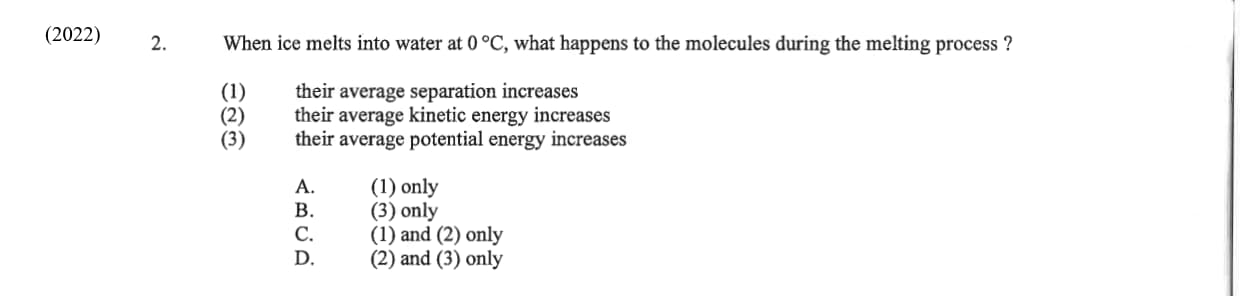 (2022)
2. When ice melts into water at 0 °C, what happens to the molecules during the melting process ?
(1) their average separation increases
(2) their average kinetic energy increases
(3) their average potential energy increases
A. (1) only
B. (3) only
C. (1) and (2) only
D. (2) and (3) only